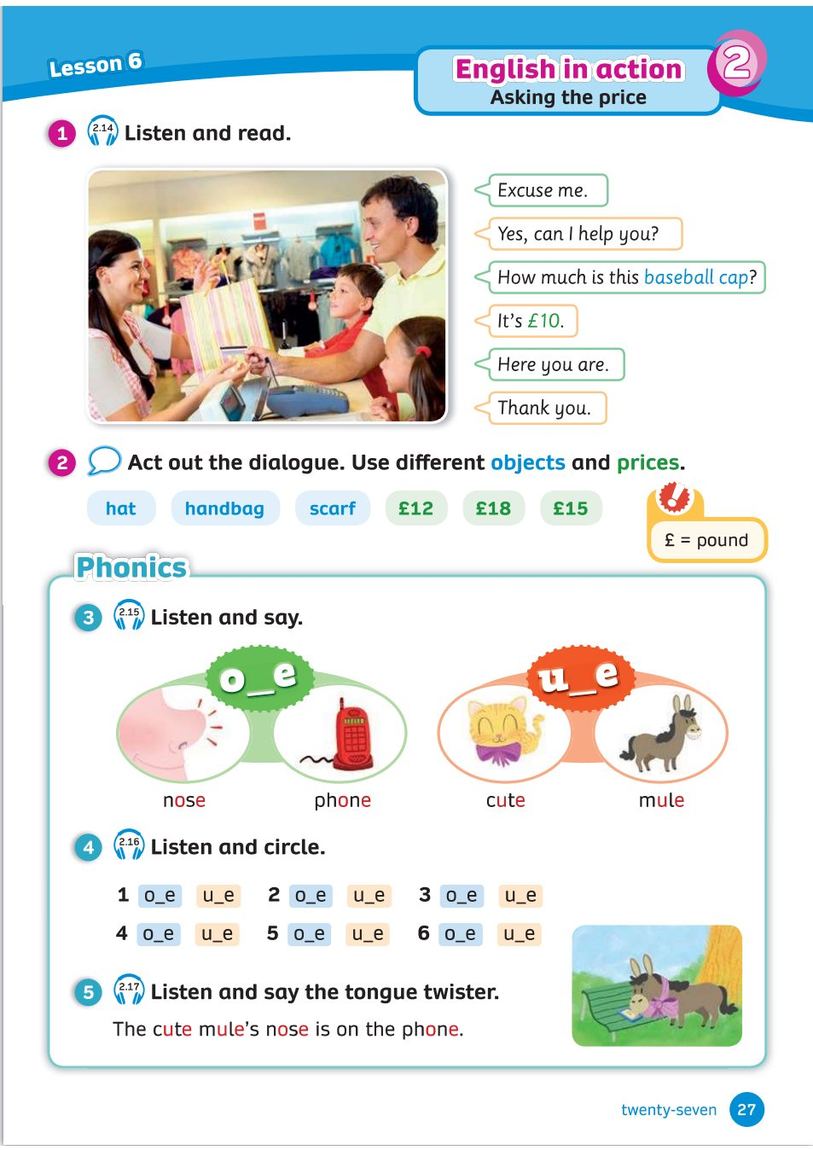 Lesson 6
English in action
2
Asking the price
1 2.14 Listen and read.
Excuse me.
Yes, can I help you?
How much is this baseball cap?
It's £10.
Here you are.
Thank you.
2 Act out the dialogue. Use different objects and prices.
hat handbag scarf £12 £18 £15
!
£ = pound
Phonics
3 2.15 Listen and say.
o_e u_e
nose phone cute mule
4 2.16 Listen and circle.
1 o_e u_e 2 o_e u_e 3 o_e u_e
4 o_e u_e 5 o_e u_e 6 o_e u_e
5 2.17 Listen and say the tongue twister.
The cute mule's nose is on the phone.
twenty-seven 27